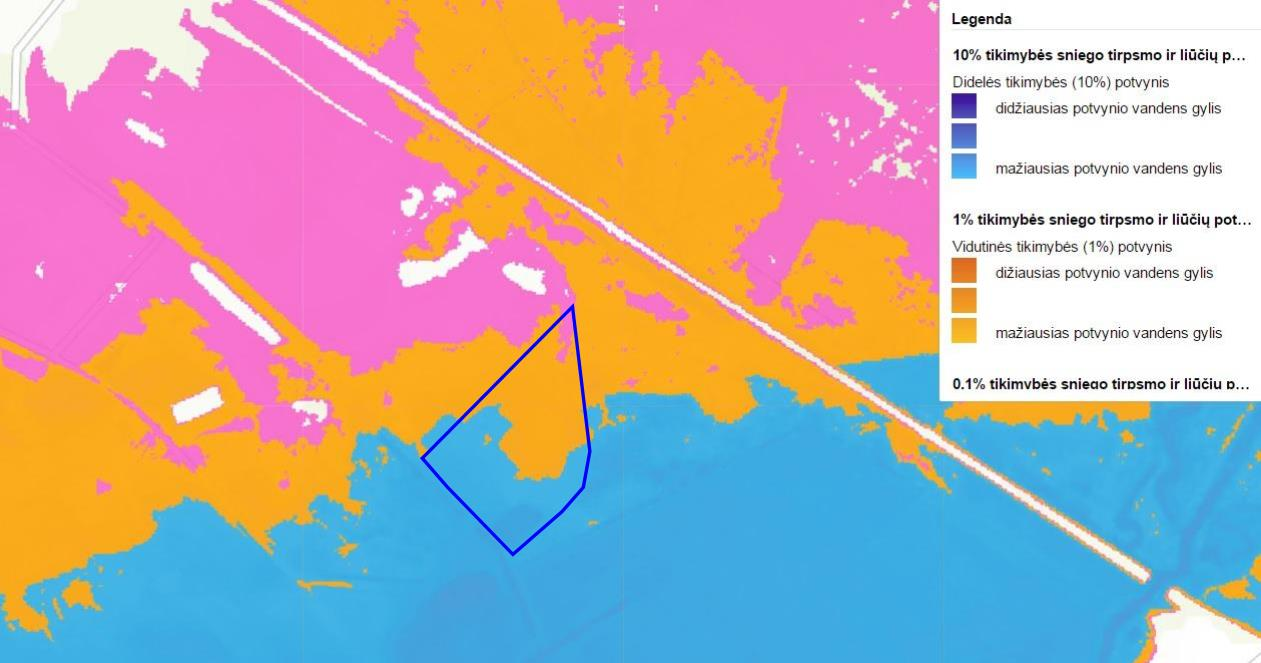 Legenda
10% tikimybės sniego tirpsmo ir liūčių p...
Didelės tikimybės (10%) potvynis
didžiausias potvynio vandens gylis
mažiausias potvynio vandens gylis
1% tikimybės sniego tirpsmo ir liūčių pot...
Vidutinės tikimybės (1%) potvynis
dižiausias potvynio vandens gylis
mažiausias potvynio vandens gylis
0.1% tikimybės sniego tirpsmo ir liūčių p...